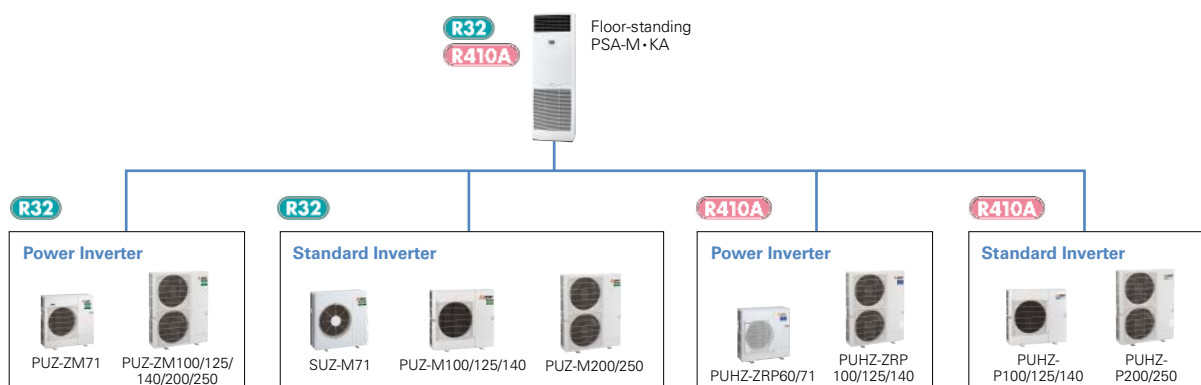 R32
R410A
Floor-standing
PSA-M・KA
R32
Power Inverter
PUZ-ZM71
PUZ-ZM100/125/
140/200/250
R32
Standard Inverter
SUZ-M71
PUZ-M100/125/140
PUZ-M200/250
R410A
Power Inverter
PUHZ-ZRP60/71
PUHZ-ZRP
100/125/140
R410A
Standard Inverter
PUHZ-
P100/125/140
PUHZ-
P200/250